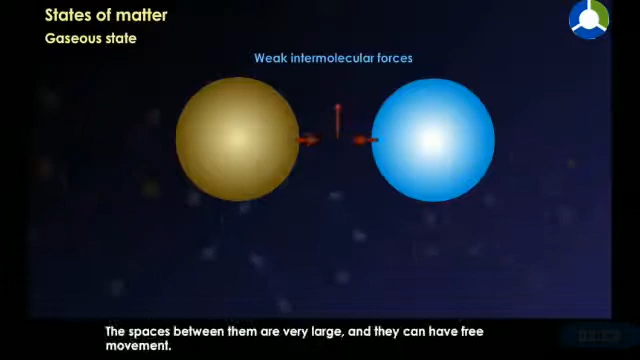 States of matter
Gaseous state
Weak intermolecular forces
The spaces between them are very large, and they can have free
movement.